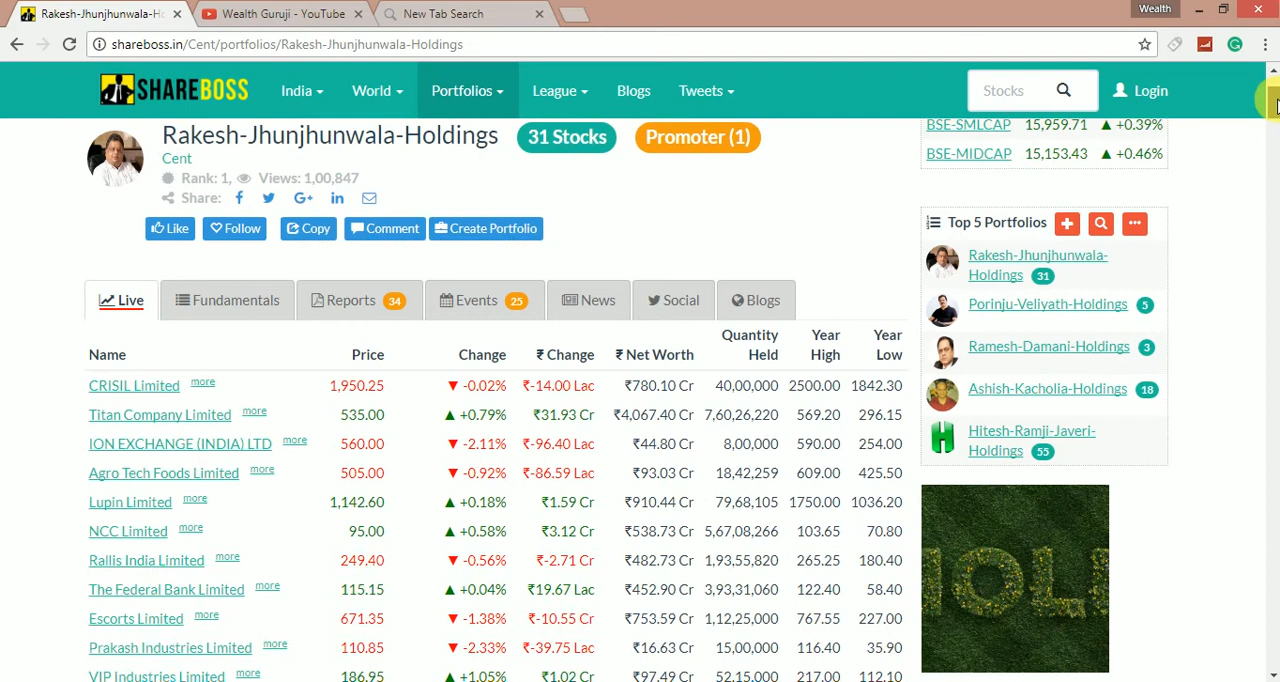 Rakesh-Jhunjhunwala-H
Wealth Guruji - YouTube
New Tab Search
Wealth
shareboss.in/Cent/portfolios/Rakesh-Jhunjhunwala-Holdings
SHAREBOSS
India
World
Portfolios
League
Blogs
Tweets
Stocks
Login
Rakesh-Jhunjhunwala-Holdings 31 Stocks Promoter (1)
Cent
Rank: 1, Views: 1,00,847
Share: f G+ in
Like Follow Copy Comment Create Portfolio
Live Fundamentals Reports 34 Events 25 News Social Blogs
Name Price Change ₹ Change ₹ Net Worth Quantity Held Year High Year Low
CRISIL Limited more 1,950.25 ▼ -0.02% ₹-14.00 Lac ₹780.10 Cr 40,00,000 2500.00 1842.30
Titan Company Limited more 535.00 ▲ +0.79% ₹31.93 Cr ₹4,067.40 Cr 7,60,26,220 569.20 296.15
ION EXCHANGE (INDIA) LTD more 560.00 ▼ -2.11% ₹-96.40 Lac ₹44.80 Cr 8,00,000 590.00 254.00
Agro Tech Foods Limited more 505.00 ▼ -0.92% ₹-86.59 Lac ₹93.03 Cr 18,42,259 609.00 425.50
Lupin Limited more 1,142.60 ▲ +0.18% ₹1.59 Cr ₹910.44 Cr 79,68,105 1750.00 1036.20
NCC Limited more 95.00 ▲ +0.58% ₹3.12 Cr ₹538.73 Cr 5,67,08,266 103.65 70.80
Rallis India Limited more 249.40 ▼ -0.56% ₹-2.71 Cr ₹482.73 Cr 1,93,55,820 265.25 180.40
The Federal Bank Limited more 115.15 ▲ +0.04% ₹19.67 Lac ₹452.90 Cr 3,93,31,060 122.40 58.40
Escorts Limited more 671.35 ▼ -1.38% ₹-10.55 Cr ₹753.59 Cr 1,12,25,000 767.55 227.00
Prakash Industries Limited more 110.85 ▼ -2.33% ₹-39.75 Lac ₹16.63 Cr 15,00,000 116.40 35.90
VIP Industries Limited more 186.95 ▲ +1.05% ₹1.02 Cr ₹97.49 Cr 52,15,000 217.00 112.10
BSE-SMLCAP 15,959.71 ▲ +0.39%
BSE-MIDCAP 15,153.43 ▲ +0.46%
Top 5 Portfolios
Rakesh-Jhunjhunwala-
Holdings 31
Porinju-Veliyath-Holdings 5
Ramesh-Damani-Holdings 3
Ashish-Kacholia-Holdings 18
Hitesh-Ramji-Javeri-
Holdings 55
HOLI